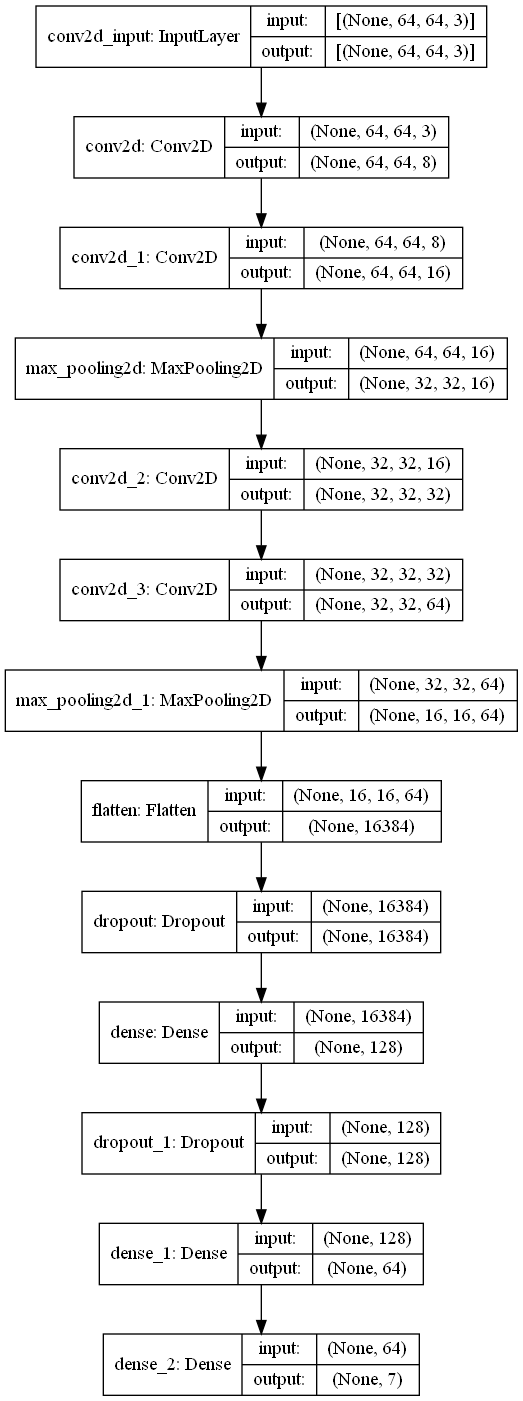 conv2d_input: InputLayer
input: [(None, 64, 64, 3)]
output: [(None, 64, 64, 3)]
conv2d: Conv2D
input: (None, 64, 64, 3)
output: (None, 64, 64, 8)
conv2d_1: Conv2D
input: (None, 64, 64, 8)
output: (None, 64, 64, 16)
max_pooling2d: MaxPooling2D
input: (None, 64, 64, 16)
output: (None, 32, 32, 16)
conv2d_2: Conv2D
input: (None, 32, 32, 16)
output: (None, 32, 32, 32)
conv2d_3: Conv2D
input: (None, 32, 32, 32)
output: (None, 32, 32, 64)
max_pooling2d_1: MaxPooling2D
input: (None, 32, 32, 64)
output: (None, 16, 16, 64)
flatten: Flatten
input: (None, 16, 16, 64)
output: (None, 16384)
dropout: Dropout
input: (None, 16384)
output: (None, 16384)
dense: Dense
input: (None, 16384)
output: (None, 128)
dropout_1: Dropout
input: (None, 128)
output: (None, 128)
dense_1: Dense
input: (None, 128)
output: (None, 64)
dense_2: Dense
input: (None, 64)
output: (None, 7)